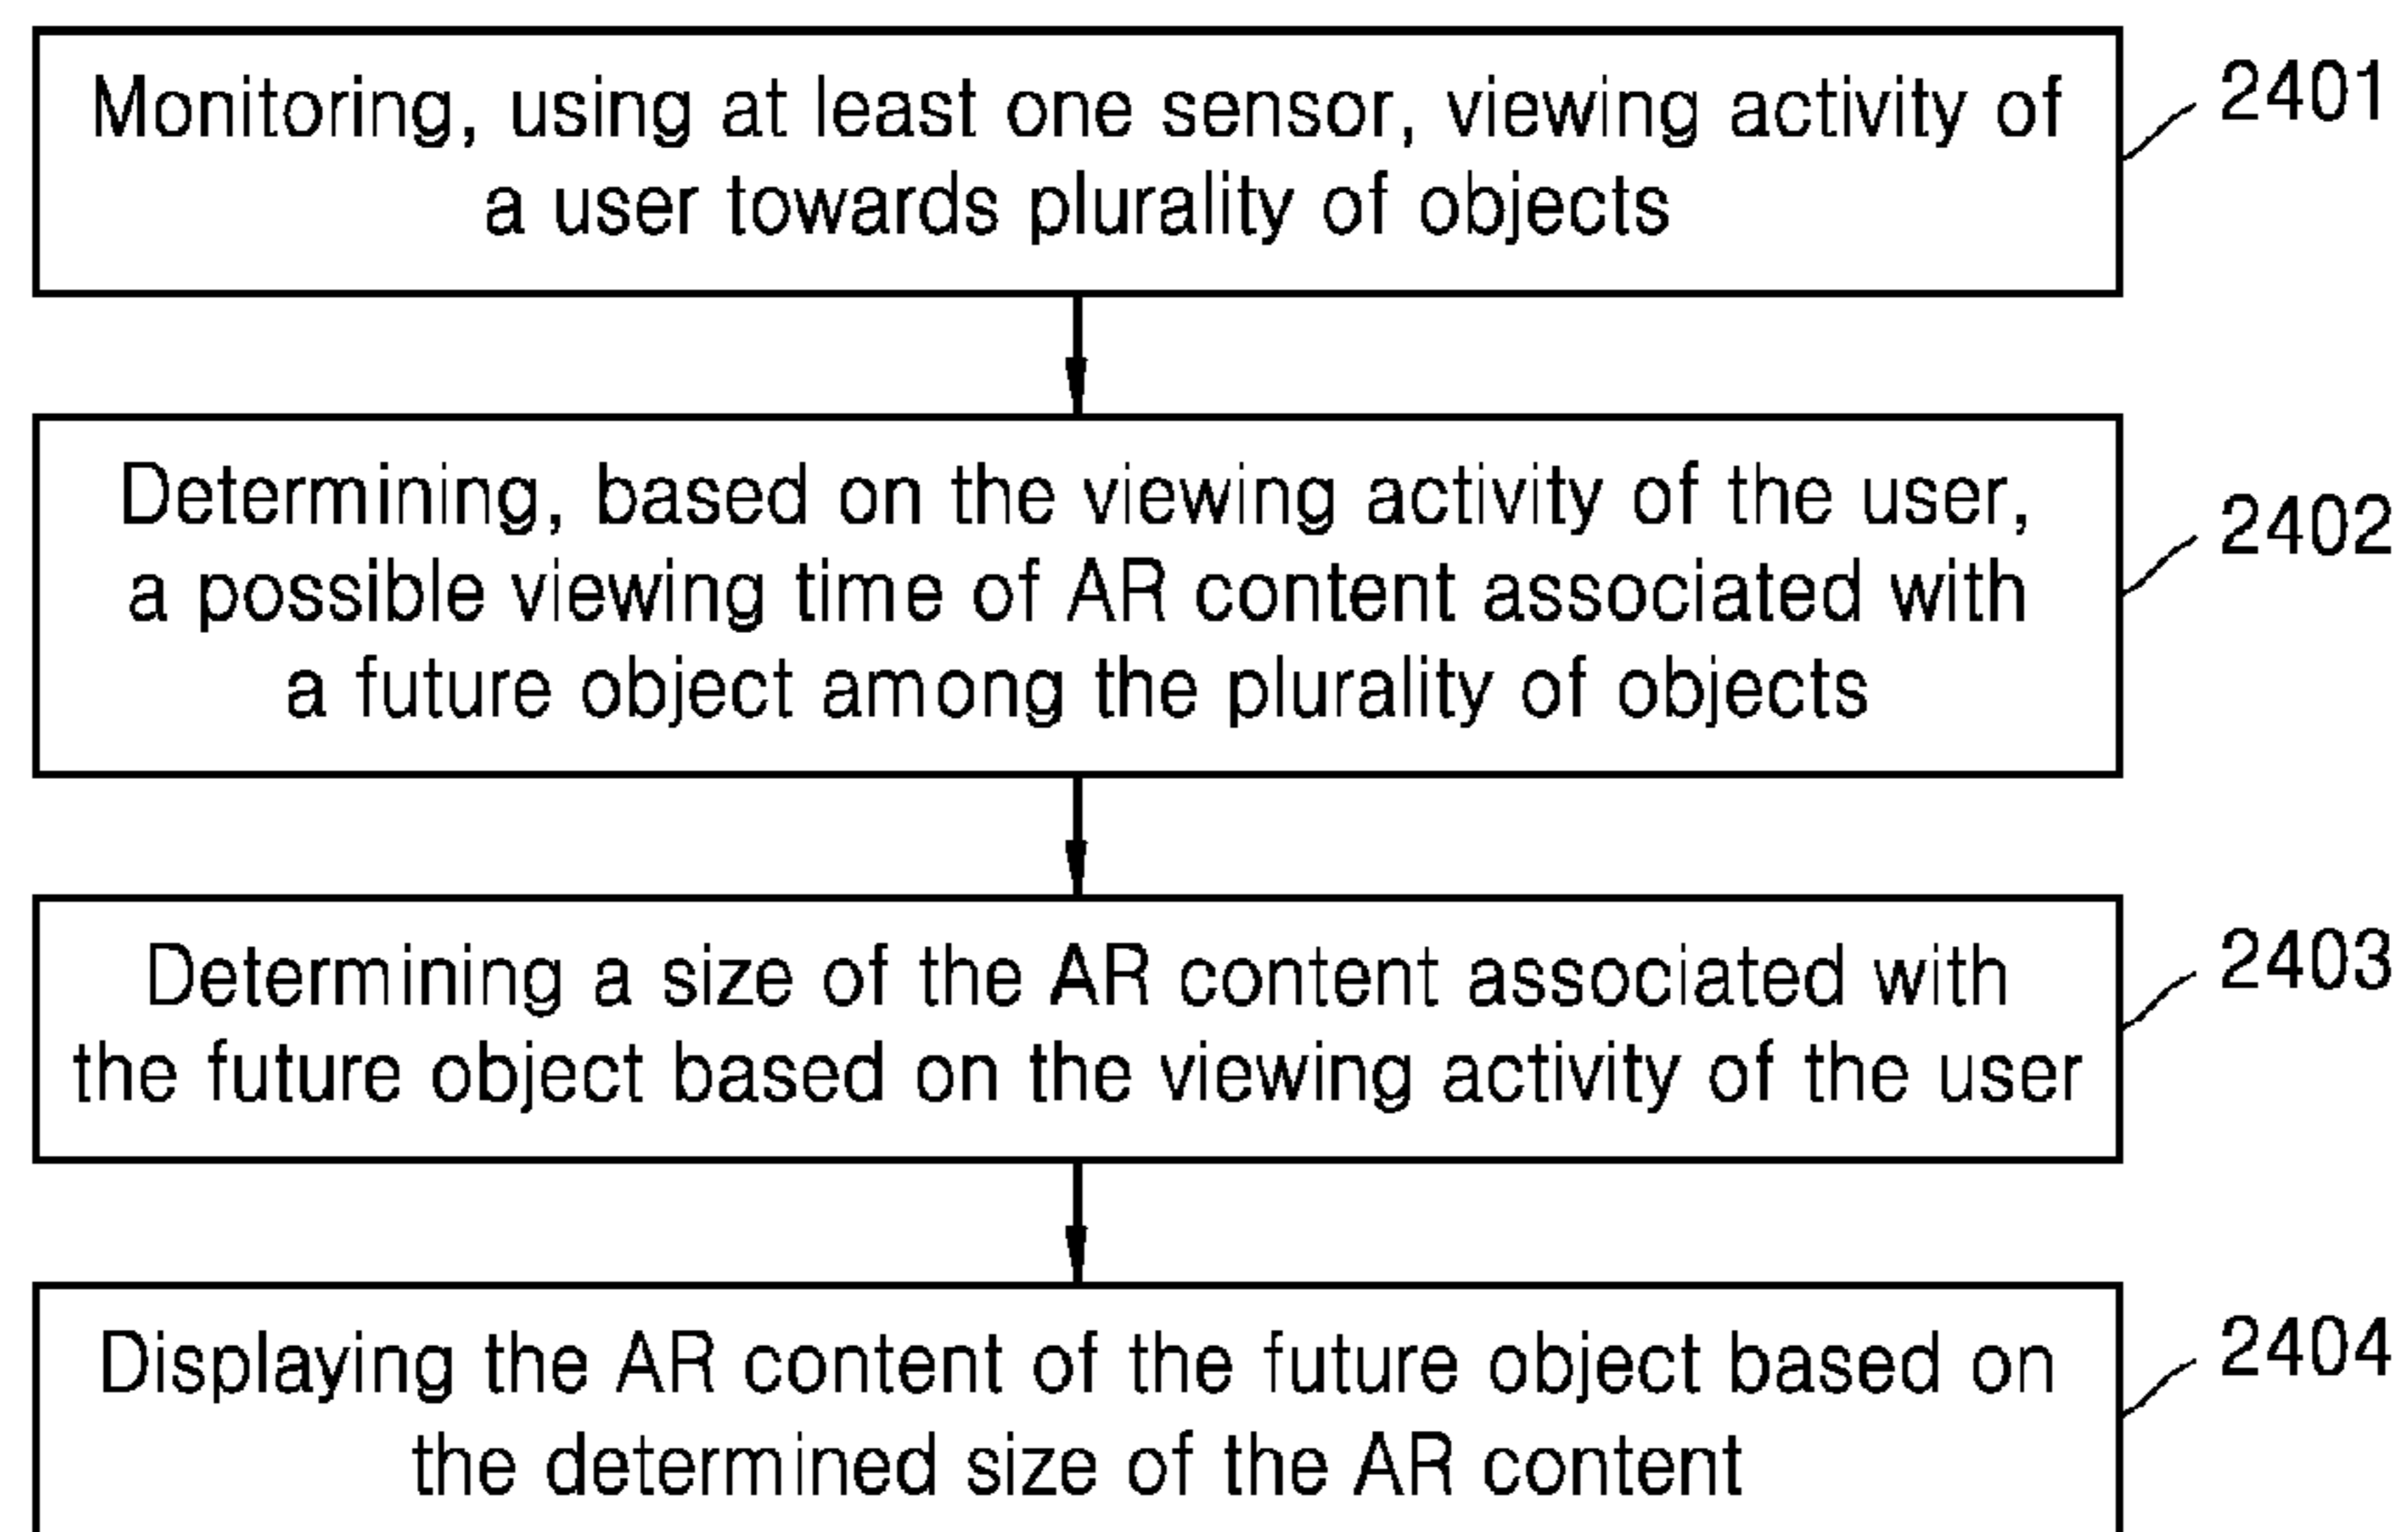 Monitoring, using at least one sensor, viewing activity of
a user towards plurality of objects
2401
Determining, based on the viewing activity of the user,
a possible viewing time of AR content associated with
a future object among the plurality of objects
2402
Determining a size of the AR content associated with
the future object based on the viewing activity of the user
2403
Displaying the AR content of the future object based on
the determined size of the AR content
2404